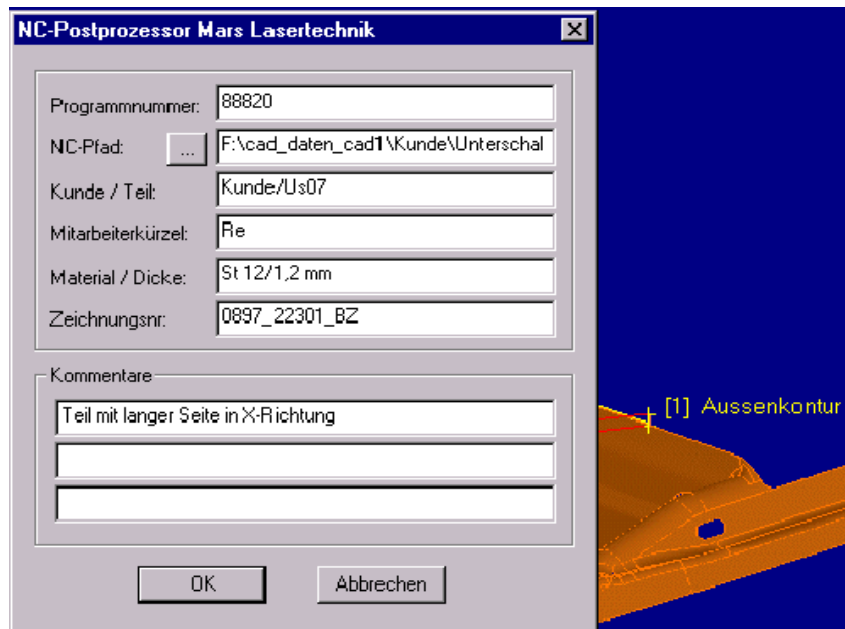 NC-Postprozessor Mars Lasertechnik
Programmnummer: 88820
NC-Pfad: ... F:\cad_daten_cad1\Kunde\Unterschal
Kunde / Teil: Kunde/Us07
Mitarbeiterkürzel: Re
Material / Dicke: St 12/1,2 mm
Zeichnungsnr: 0897_22301_BZ
Kommentare
Teil mit langer Seite in X-Richtung
[1] Aussenkontur
OK Abbrechen